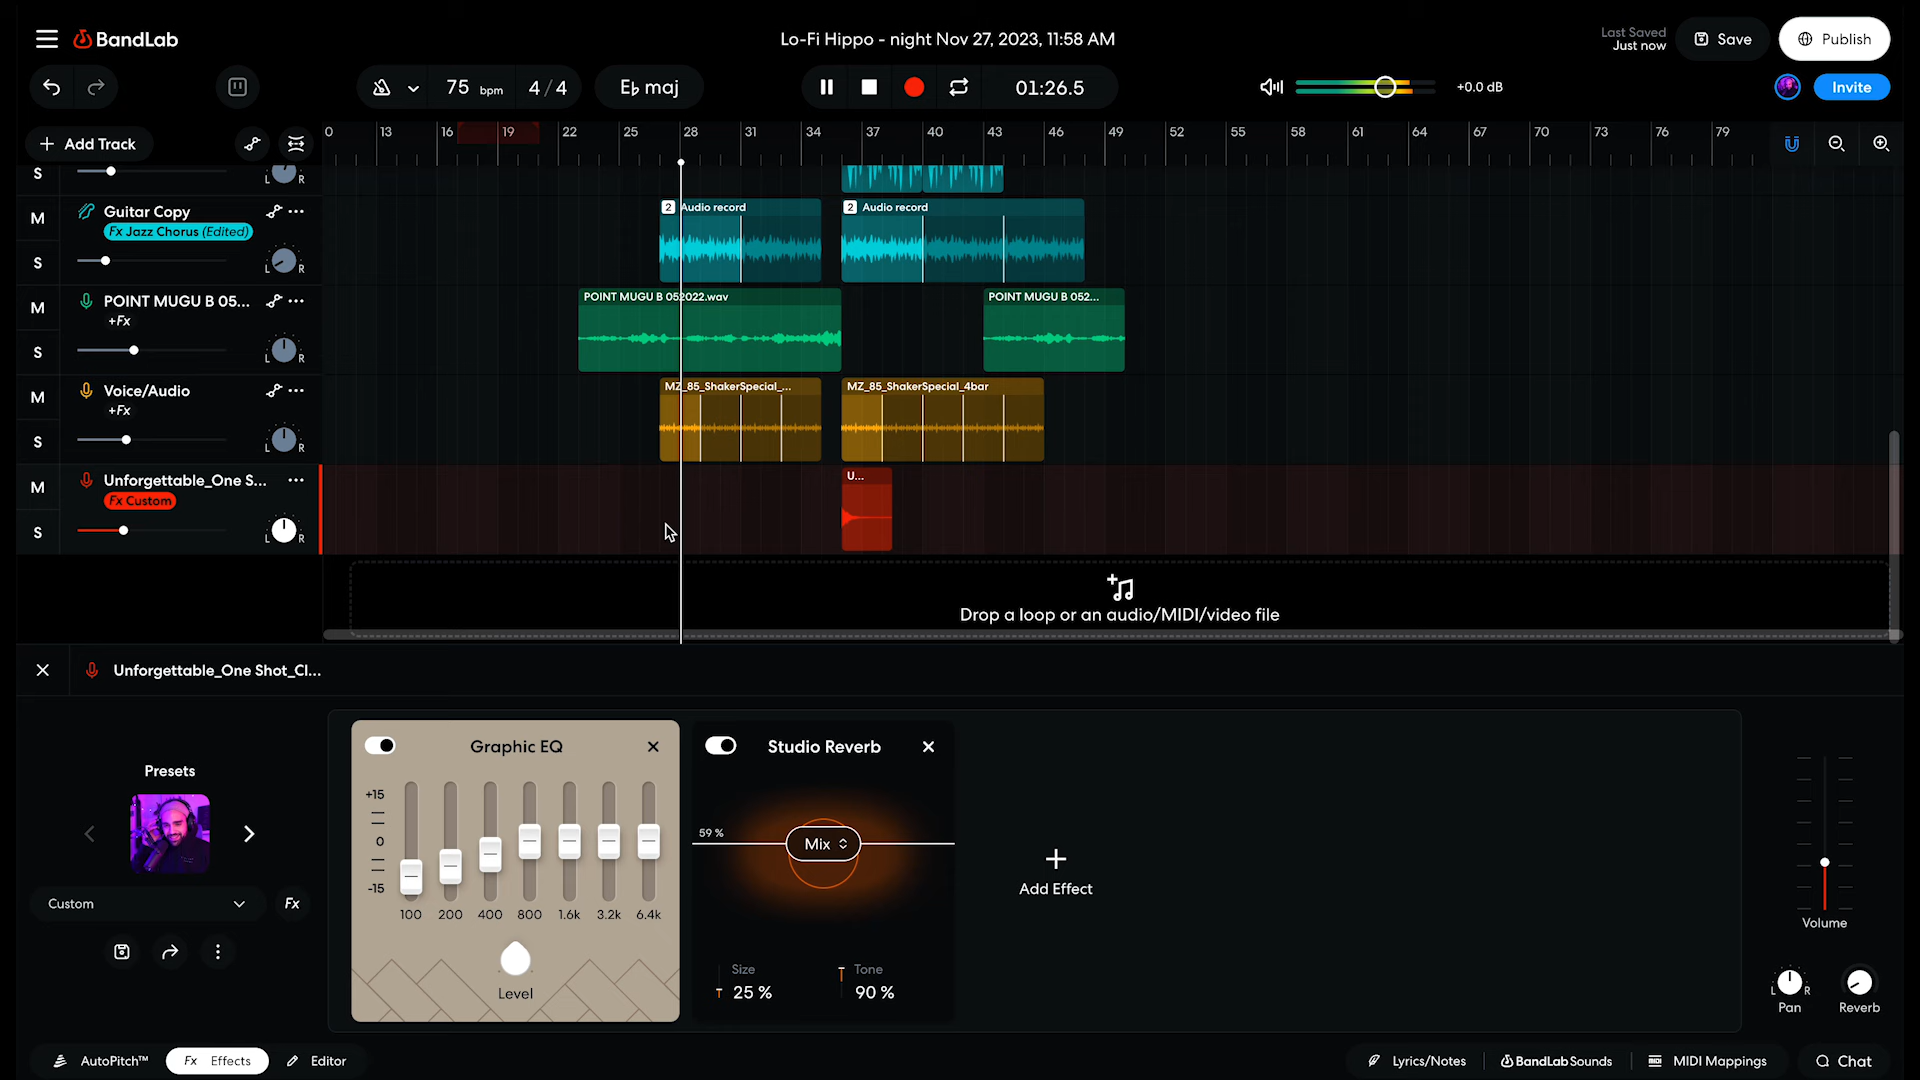 BandLab
Lo-Fi Hippo - night Nov 27, 2023, 11:58 AM
Last Saved
Just now
Save
Publish
75 bpm
4/4
E♭ maj
01:26.5
+0.0 dB
Invite
Add Track
0 13 16 19 22 25 28 31 34 37 40 43 46 49 52 55 58 61 64 67 70 73 76 79
S
L R
M
Guitar Copy
Fx Jazz Chorus (Edited)
S
L R
2 Audio record
2 Audio record
M
POINT MUGU B 05...
+Fx
S
L R
POINT MUGU B 052022.wav
POINT MUGU B 052...
M
Voice/Audio
+Fx
S
L R
MZ_85_ShakerSpecial_...
MZ_85_ShakerSpecial_4bar
M
Unforgettable_One S...
Fx Custom
S
L R
U...
Drop a loop or an audio/MIDI/video file
Unforgettable_One Shot_Cl...
Presets
Custom
Fx
Graphic EQ
+15
0
-15
100 200 400 800 1.6k 3.2k 6.4k
Level
Studio Reverb
59 %
Mix
Size
25 %
Tone
90 %
Add Effect
Volume
L R
Pan
Reverb
AutoPitch™
Fx Effects
Editor
Lyrics/Notes
BandLab Sounds
MIDI Mappings
Chat